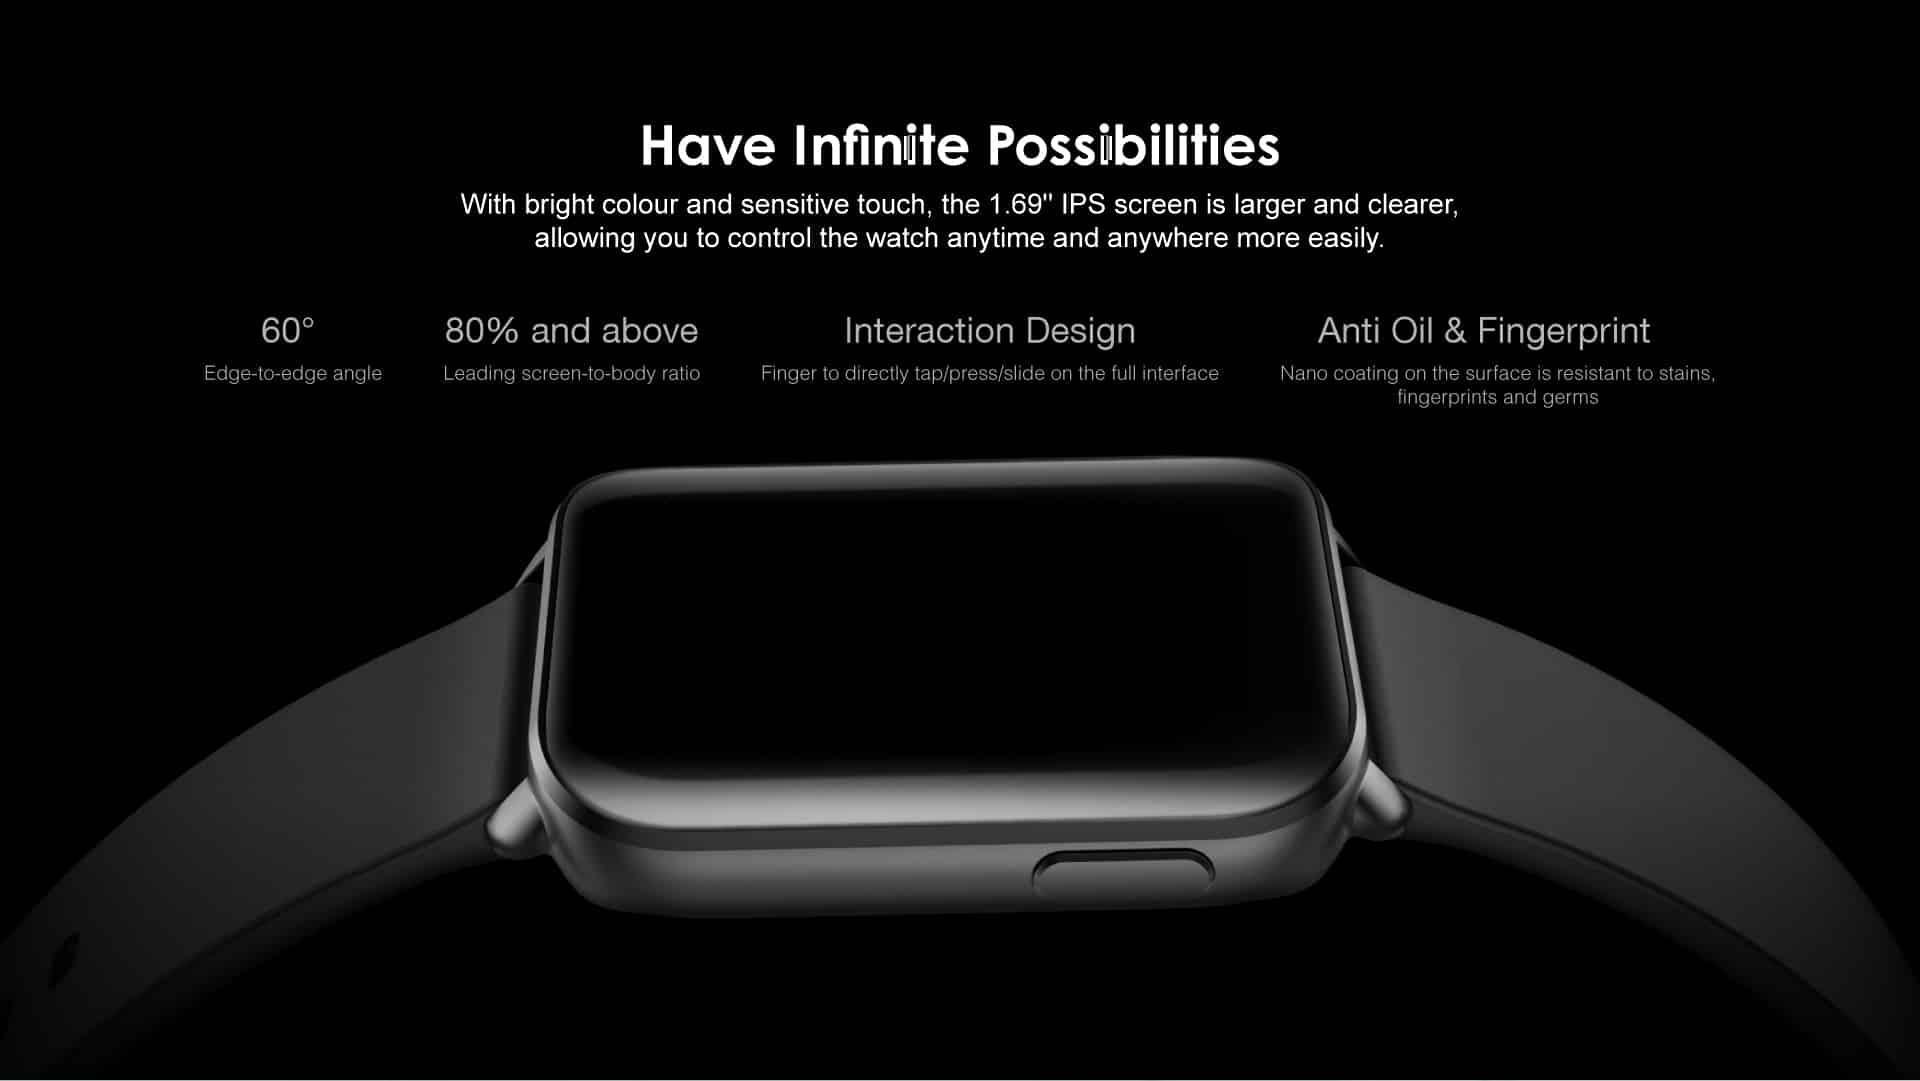 Have Infinite Possibilities
With bright colour and sensitive touch, the 1.69" IPS screen is larger and clearer,
allowing you to control the watch anytime and anywhere more easily.
60°
Edge-to-edge angle
80% and above
Leading screen-to-body ratio
Interaction Design
Finger to directly tap/press/slide on the full interface
Anti Oil & Fingerprint
Nano coating on the surface is resistant to stains,
fingerprints and germs